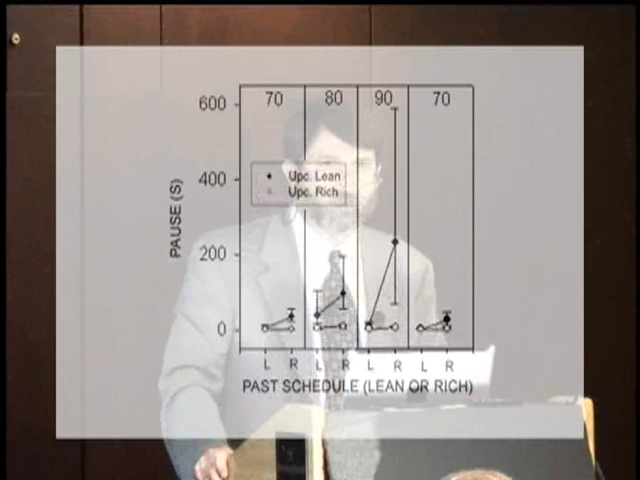 70 80 90 70
600
400
200
0
Upc. Lean
Upc. Rich
PAUSE (S)
L R L R L R L R
PAST SCHEDULE (LEAN OR RICH)